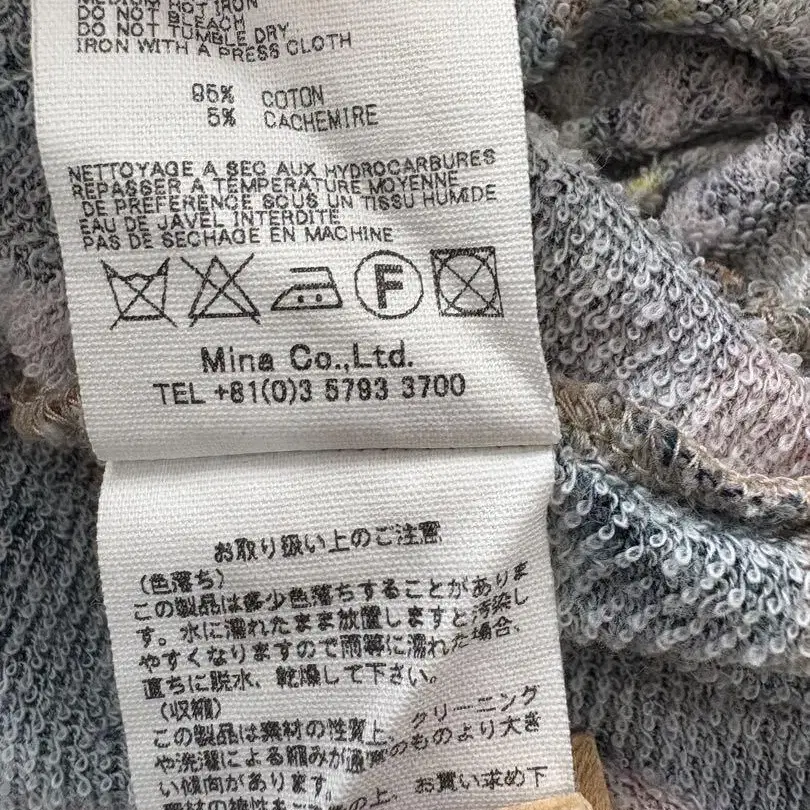 MEDIUM HOT IRON
DO NOT BLEACH
DO NOT TUMBLE DRY
IRON WITH A PRESS CLOTH
95% COTON
5% CACHEMIRE
NETTOYAGE A SEC AUX HYDROCARBURES
REPASSER A TEMPERATURE MOYENNE
DE PREFERENCE SOUS UN TISSU HUMIDE
EAU DE JAVEL INTERDITE
PAS DE SECHAGE EN MACHINE
F
Mina Co.,Ltd.
TEL +81(0)3 5793 3700
お取り扱い上のご注意
(色落ち)
この製品は多少色落ちすることがありま
す。水に濡れたまま放置しますと汚染し
やすくなりますので雨等に濡れた場合、
直ちに脱水、乾燥して下さい。
(収縮)
この製品は素材の性質上、クリーニング
や洗濯による縮みが通常のものより大き
い傾向があります。
の上、お買い求め下